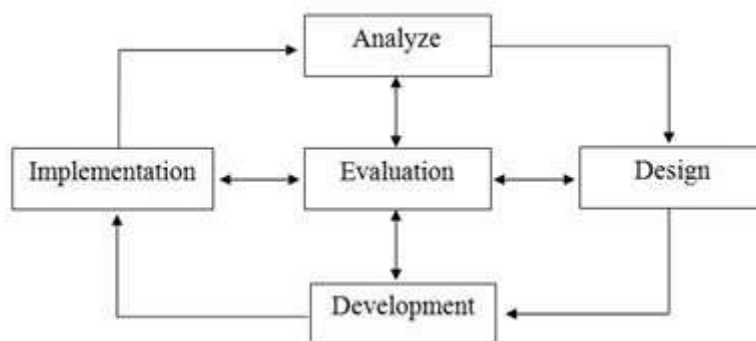 Analyze
Implementation
Evaluation
Design
Development